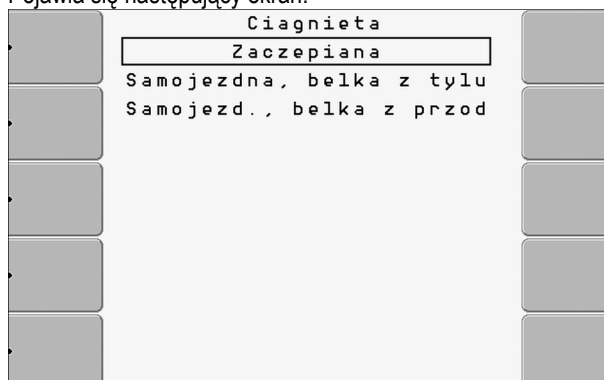 Pojawia się następujący ekran:
Ciagnieta
Zaczepiana
Samojezdna, belka z tylu
Samojezd., belka z przod